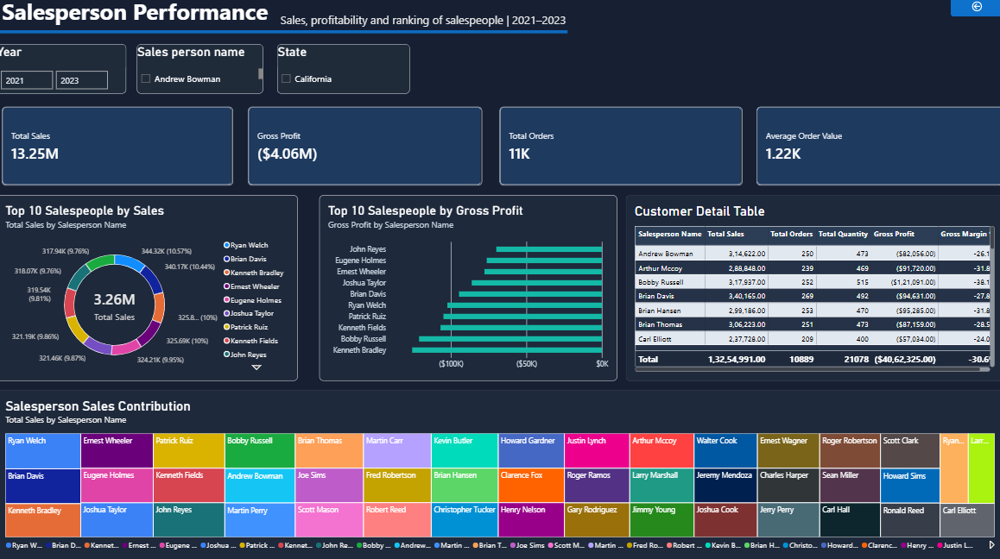 Salesperson Performance
Sales, profitability and ranking of salespeople | 2021–2023
Year
Sales person name
State
2021
2023
Andrew Bowman
California
Total Sales
13.25M
Gross Profit
($4.06M)
Total Orders
11K
Average Order Value
1.22K
Top 10 Salespeople by Sales
Total Sales by Salesperson Name
317.94K (9.76%)
344.32K (10.57%)
318.07K (9.76%)
340.17K (10.44%)
319.54K
(9.81%)
325.8... (10%)
321.19K (9.86%)
325.69K (10%)
321.46K (9.87%)
324.21K (9.95%)
3.26M
Total Sales
Ryan Welch
Brian Davis
Kenneth Bradley
Ernest Wheeler
Eugene Holmes
Joshua Taylor
Patrick Ruiz
Kenneth Fields
John Reyes
Top 10 Salespeople by Gross Profit
Gross Profit by Salesperson Name
John Reyes
Eugene Holmes
Ernest Wheeler
Joshua Taylor
Brian Davis
Ryan Welch
Patrick Ruiz
Kenneth Fields
Bobby Russell
Kenneth Bradley
($100K) ($50K) $0K
Customer Detail Table
Salesperson Name Total Sales Total Orders Total Quantity Gross Profit Gross Margin
Andrew Bowman 3,14,622.00 250 473 ($82,056.00) -26.1
Arthur Mccoy 2,88,848.00 239 469 ($91,720.00) -31.8
Bobby Russell 3,17,937.00 252 515 ($1,21,091.00) -38.1
Brian Davis 3,40,165.00 269 492 ($94,631.00) -27.8
Brian Hansen 2,99,186.00 253 470 ($95,285.00) -31.8
Brian Thomas 3,06,223.00 251 473 ($87,159.00) -28.5
Carl Elliott 2,37,728.00 209 400 ($57,034.00) -24.0
Total 1,32,54,991.00 10889 21078 ($40,62,325.00) -30.6
Salesperson Sales Contribution
Total Sales by Salesperson Name
Ryan Welch Ernest Wheeler Patrick Ruiz Bobby Russell Brian Thomas Martin Carr Kevin Butler Howard Gardner Justin Lynch Arthur Mccoy Walter Cook Ernest Wagner Roger Robertson Scott Clark Ryan... Larr...
Brian Davis Eugene Holmes Kenneth Fields Andrew Bowman Joe Sims Fred Robertson Brian Hansen Clarence Fox Roger Ramos Larry Marshall Jeremy Mendoza Charles Harper Sean Miller Howard Sims
Kenneth Bradley Joshua Taylor John Reyes Martin Perry Scott Mason Robert Reed Christopher Tucker Henry Nelson Gary Rodriguez Jimmy Young Joshua Cook Jerry Perry Carl Hall Ronald Reed Carl Elliott
Ryan W... Brian D... Kennet... Ernest ... Eugene ... Joshua ... Patrick ... Kennet... John Re... Bobby ... Andrew... Martin ... Brian T... Joe Sims Scott M... Martin ... Fred Ro... Robert ... Kevin B... Brian H... Christo... Howard... Clarenc... Henry ... Justin L...